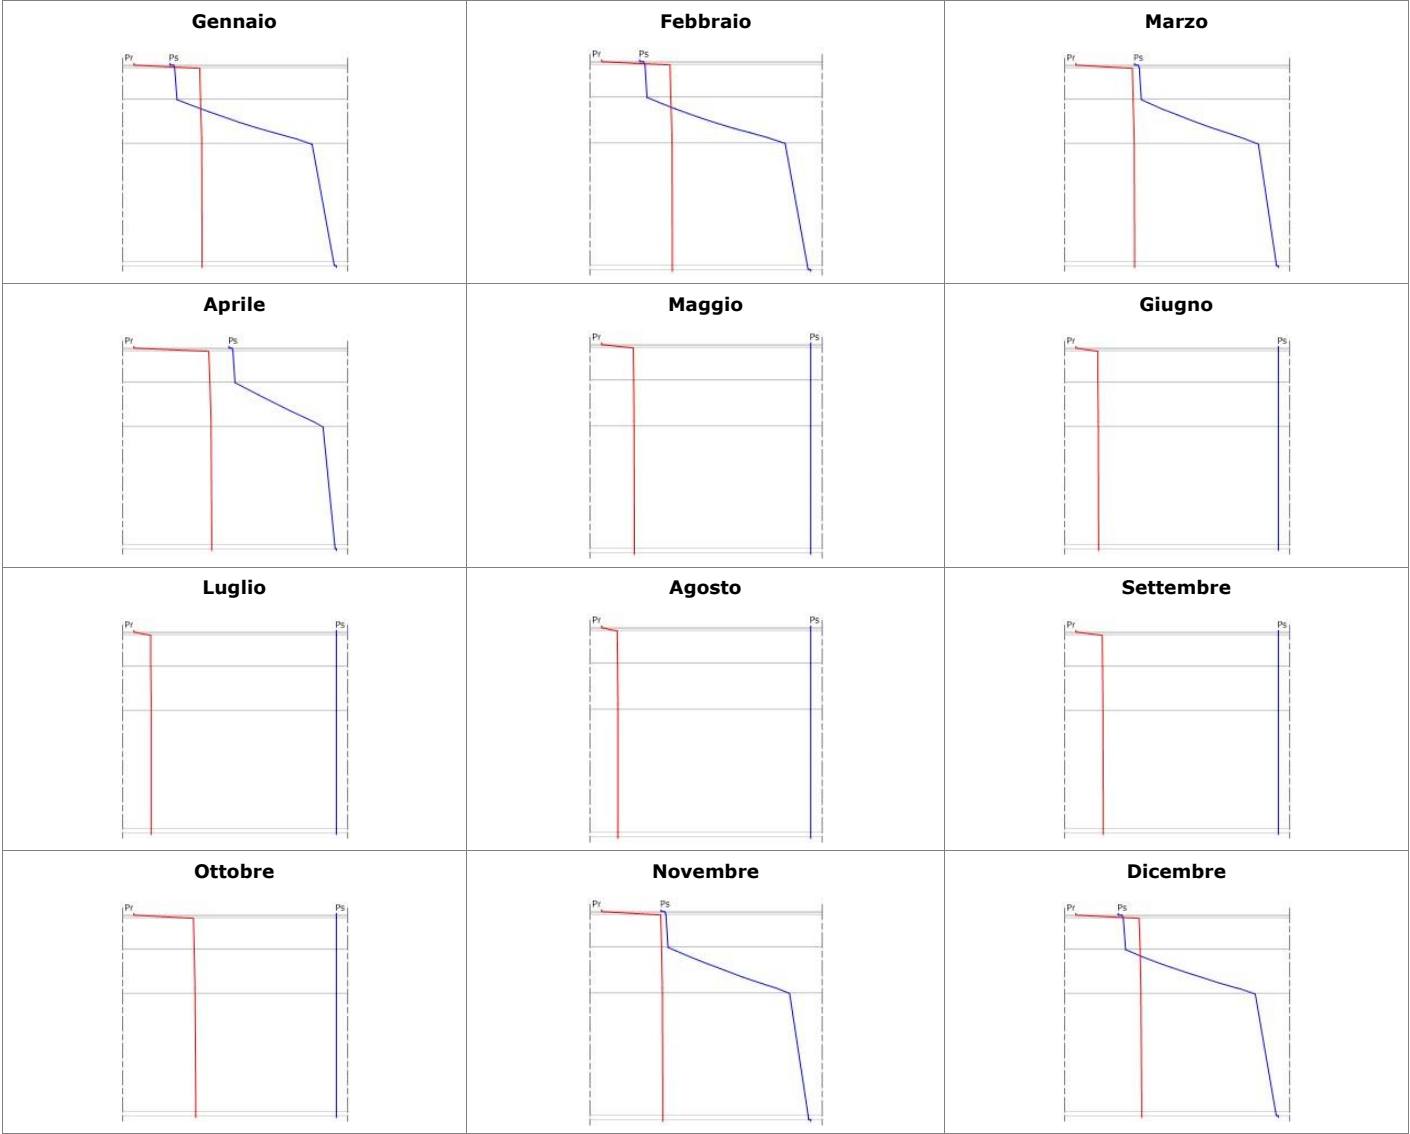 Gennaio
Febbraio
Marzo
Pr Ps
Pr Ps
Pr Ps
Aprile
Maggio
Giugno
Pr Ps
Pr Ps
Pr Ps
Luglio
Agosto
Settembre
Pr Ps
Pr Ps
Pr Ps
Ottobre
Novembre
Dicembre
Pr Ps
Pr Ps
Pr Ps